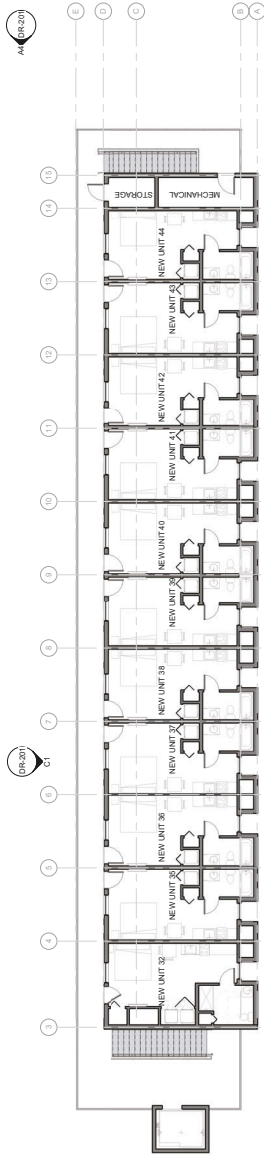 A4
DR-201
DR-201
C1
E
D
C
B
A
15
14
13
12
11
10
9
8
7
6
5
4
3
STORAGE
MECHANICAL
NEW UNIT 44
NEW UNIT 43
NEW UNIT 42
NEW UNIT 41
NEW UNIT 40
NEW UNIT 39
NEW UNIT 38
NEW UNIT 37
NEW UNIT 36
NEW UNIT 35
NEW UNIT 32